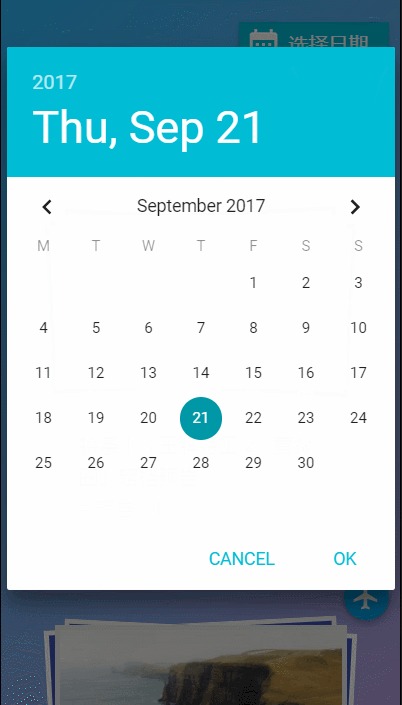 选择日期
2017
Thu, Sep 21
September 2017
M T W T F S S
1 2 3
4 5 6 7 8 9 10
11 12 13 14 15 16 17
18 19 20 21 22 23 24
25 26 27 28 29 30
CANCEL OK